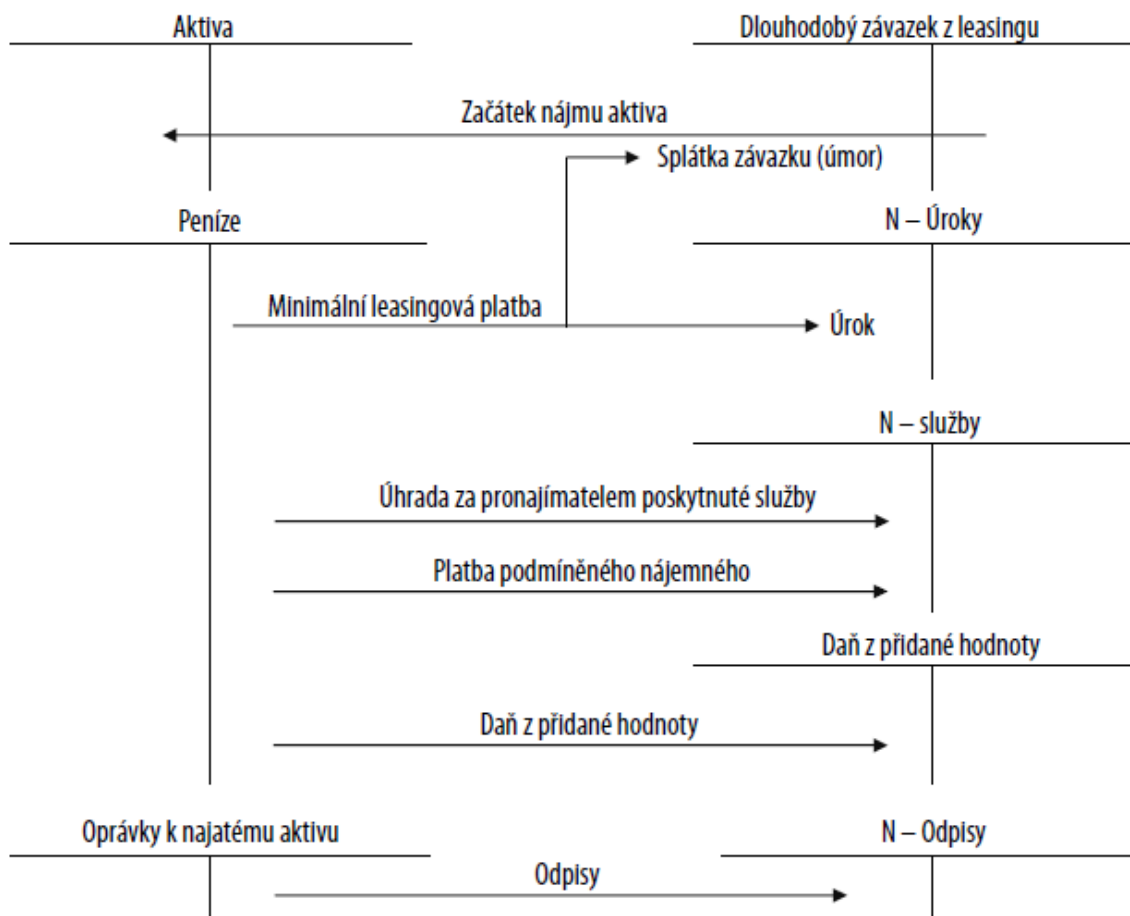 Aktiva
Dlouhodobý závazek z leasingu
Začátek nájmu aktiva
Splátka závazku (úmor)
Peníze
N – Úroky
Minimální leasingová platba
Úrok
N – služby
Úhrada za pronajímatelem poskytnuté služby
Platba podmíněného nájemného
Daň z přidané hodnoty
Daň z přidané hodnoty
Oprávky k najatému aktivu
N – Odpisy
Odpisy